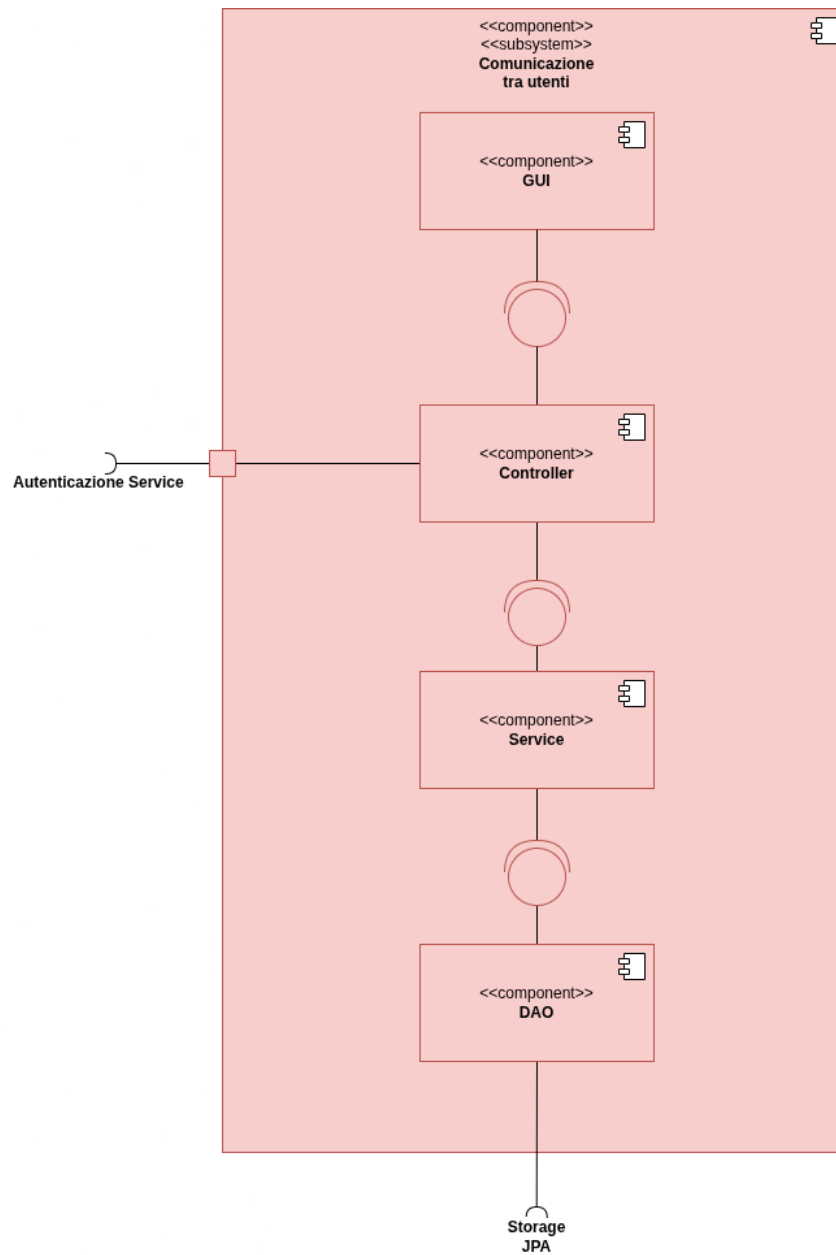 <<component>>
<<subsystem>>
Comunicazione
tra utenti
<<component>>
GUI
<<component>>
Controller
Autenticazione Service
<<component>>
Service
<<component>>
DAO
Storage
JPA